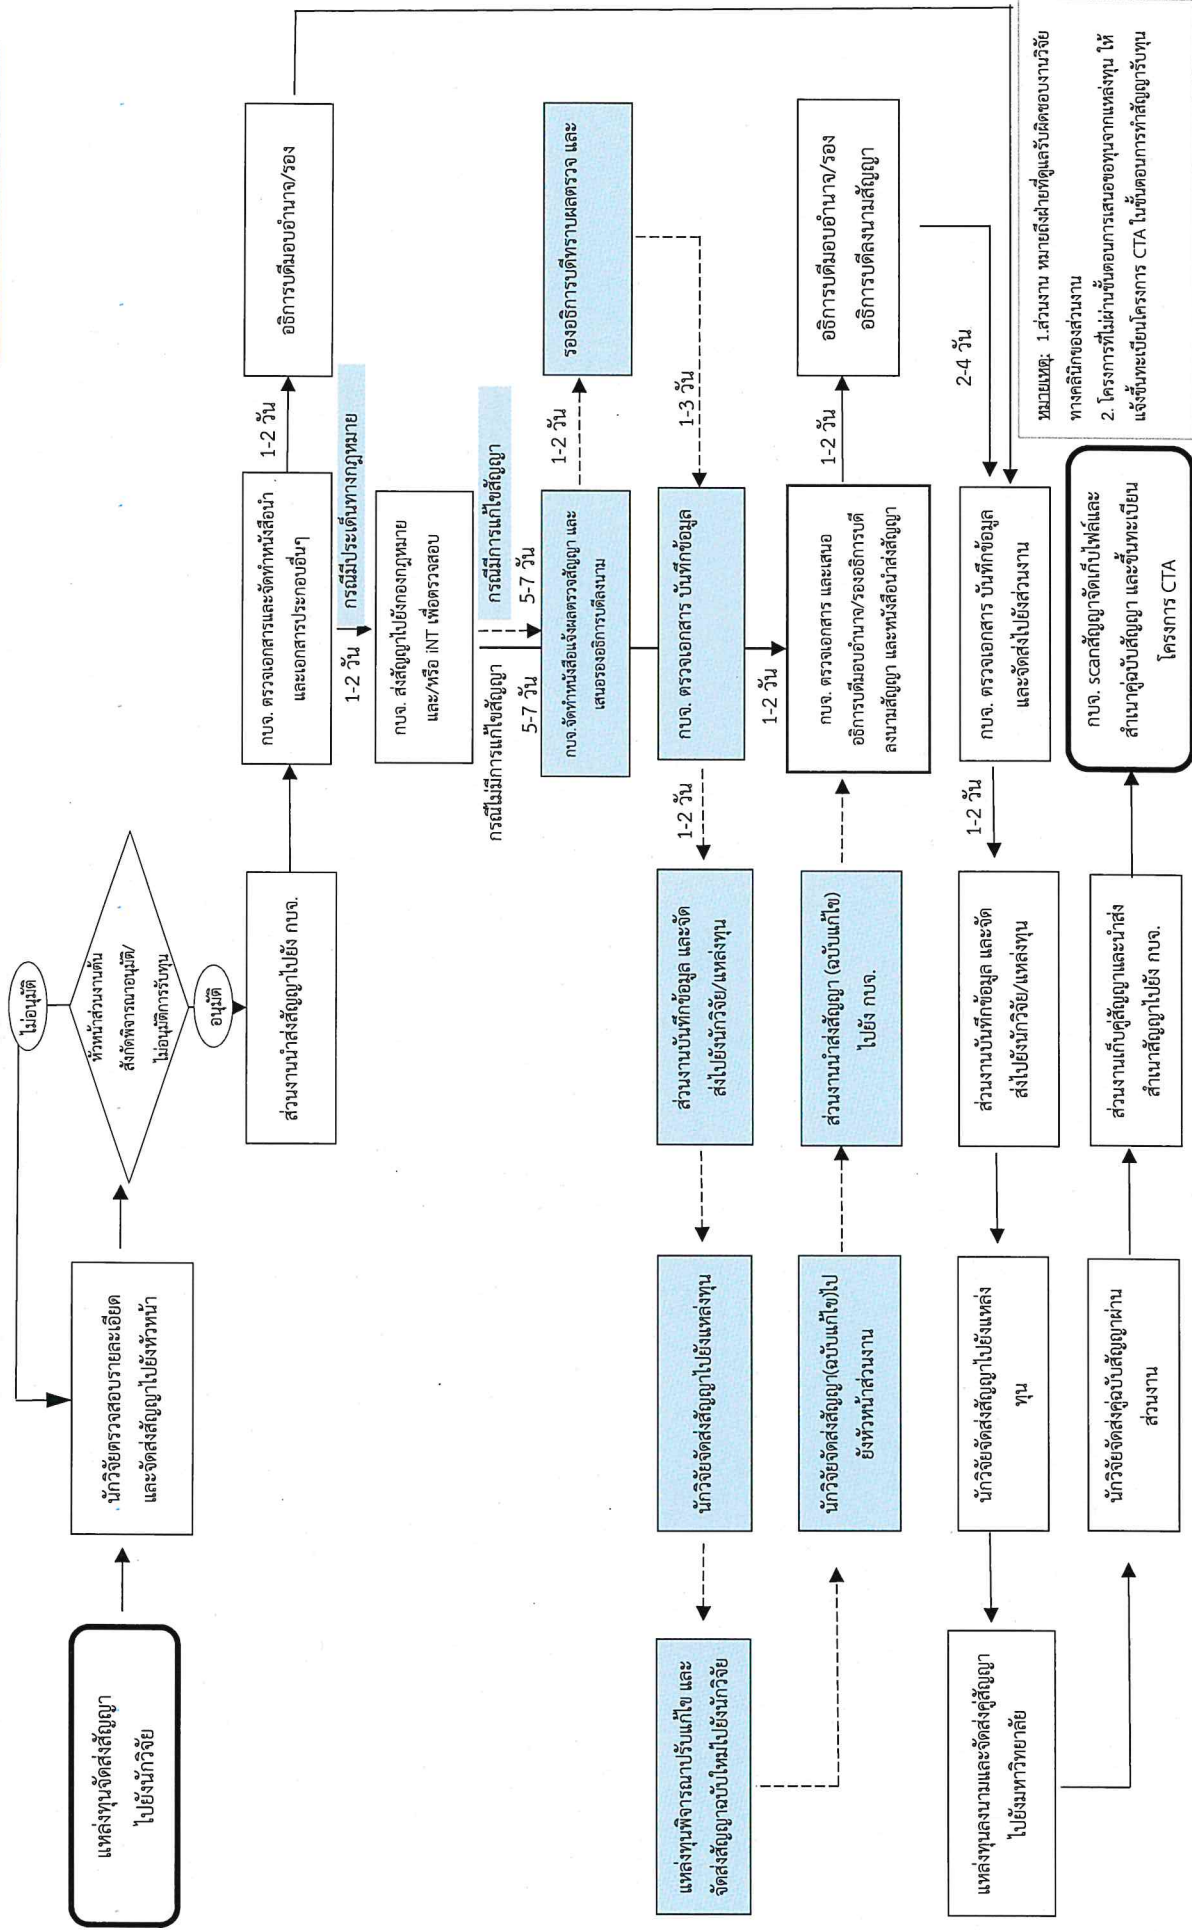 แหล่งทุนจัดส่งสัญญา
ไปยังนักวิจัย
นักวิจัยตรวจสอบรายละเอียด
และจัดส่งสัญญาไปยังหัวหน้า
ไม่อนุมัติ
หัวหน้าส่วนงานต้น
สังกัดพิจารณาอนุมัติ/
ไม่อนุมัติการรับทุน
อนุมัติ
ส่วนงานนำส่งสัญญาไปยัง กบจ.
กบจ. ตรวจเอกสารและจัดทำหนังสือนำ
และเอกสารประกอบอื่นๆ
1-2 วัน
อธิการบดีมอบอำนาจ/รอง
กรณีมีประเด็นทางกฎหมาย
1-2 วัน
กบจ. ส่งสัญญาไปยังกองกฎหมาย
และ/หรือ iNT เพื่อตรวจสอบ
กรณีไม่มีการแก้ไขสัญญา
5-7 วัน
กรณีมีการแก้ไขสัญญา
5-7 วัน
กบจ.จัดทำหนังสือแจ้งผลตรวจสัญญา และ
เสนอรองอธิการบดีลงนาม
1-2 วัน
รองอธิการบดีทราบผลตรวจ และ
1-3 วัน
กบจ. ตรวจเอกสาร บันทึกข้อมูล
1-2 วัน
ส่วนงานบันทึกข้อมูล และจัด
ส่งไปยังนักวิจัย/แหล่งทุน
นักวิจัยจัดส่งสัญญาไปยังแหล่งทุน
แหล่งทุนพิจารณาปรับแก้ไข และ
จัดส่งสัญญาฉบับใหม่ไปยังนักวิจัย
นักวิจัยจัดส่งสัญญา(ฉบับแก้ไข)ไป
ยังหัวหน้าส่วนงาน
ส่วนงานนำส่งสัญญา (ฉบับแก้ไข)
ไปยัง กบจ.
1-2 วัน
กบจ. ตรวจเอกสาร และเสนอ
อธิการบดีมอบอำนาจ/รองอธิการบดี
ลงนามสัญญา และหนังสือนำส่งสัญญา
1-2 วัน
อธิการบดีมอบอำนาจ/รอง
อธิการบดีลงนามสัญญา
2-4 วัน
กบจ. ตรวจเอกสาร บันทึกข้อมูล
และจัดส่งไปยังส่วนงาน
1-2 วัน
ส่วนงานบันทึกข้อมูล และจัด
ส่งไปยังนักวิจัย/แหล่งทุน
นักวิจัยจัดส่งสัญญาไปยังแหล่ง
ทุน
แหล่งทุนลงนามและจัดส่งคู่สัญญา
ไปยังมหาวิทยาลัย
นักวิจัยจัดส่งคู่ฉบับสัญญาผ่าน
ส่วนงาน
ส่วนงานเก็บคู่สัญญาและนำส่ง
สำเนาสัญญาไปยัง กบจ.
กบจ. scanสัญญาจัดเก็บไฟล์และ
สำเนาคู่ฉบับสัญญา และขึ้นทะเบียน
โครงการ CTA
หมายเหตุ: 1.ส่วนงาน หมายถึงฝ่ายที่ดูแลรับผิดชอบงานวิจัย
ทางคลินิกของส่วนงาน
2. โครงการที่ไม่ผ่านขั้นตอนการเสนอขอทุนจากแหล่งทุน ให้
แจ้งขึ้นทะเบียนโครงการ CTA ในขั้นตอนการทำสัญญารับทุน